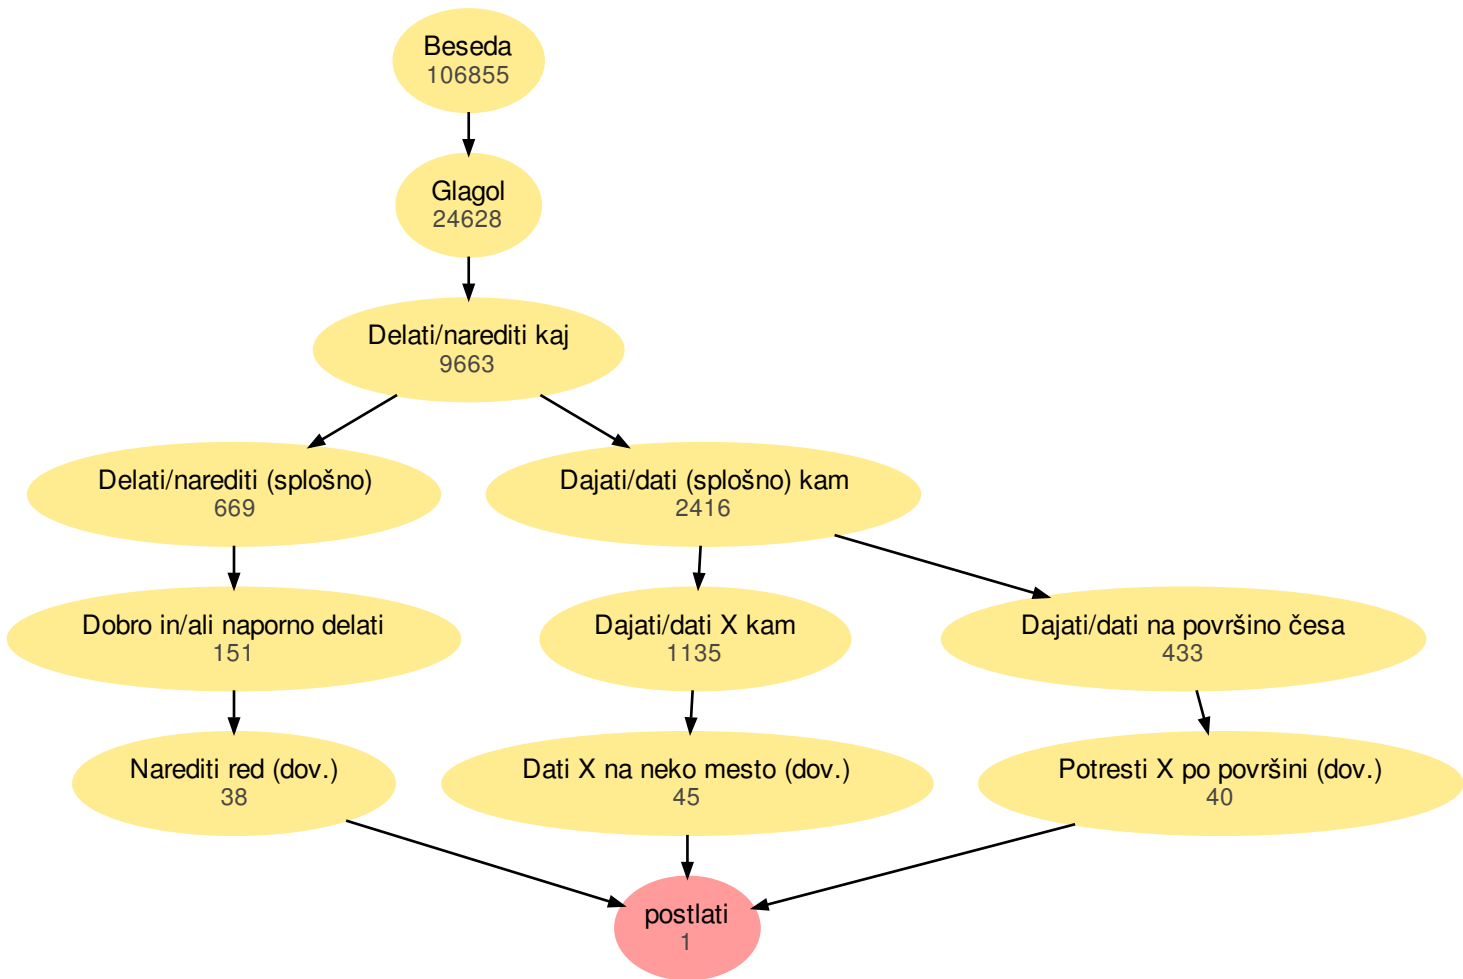 Beseda
106855
Glagol
24628
Delati/narediti kaj
9663
Delati/narediti (splošno)
669
Dajati/dati (splošno) kam
2416
Dobro in/ali naporno delati
151
Dajati/dati X kam
1135
Dajati/dati na površino česa
433
Narediti red (dov.)
38
Dati X na neko mesto (dov.)
45
Potresti X po površini (dov.)
40
postlati
1